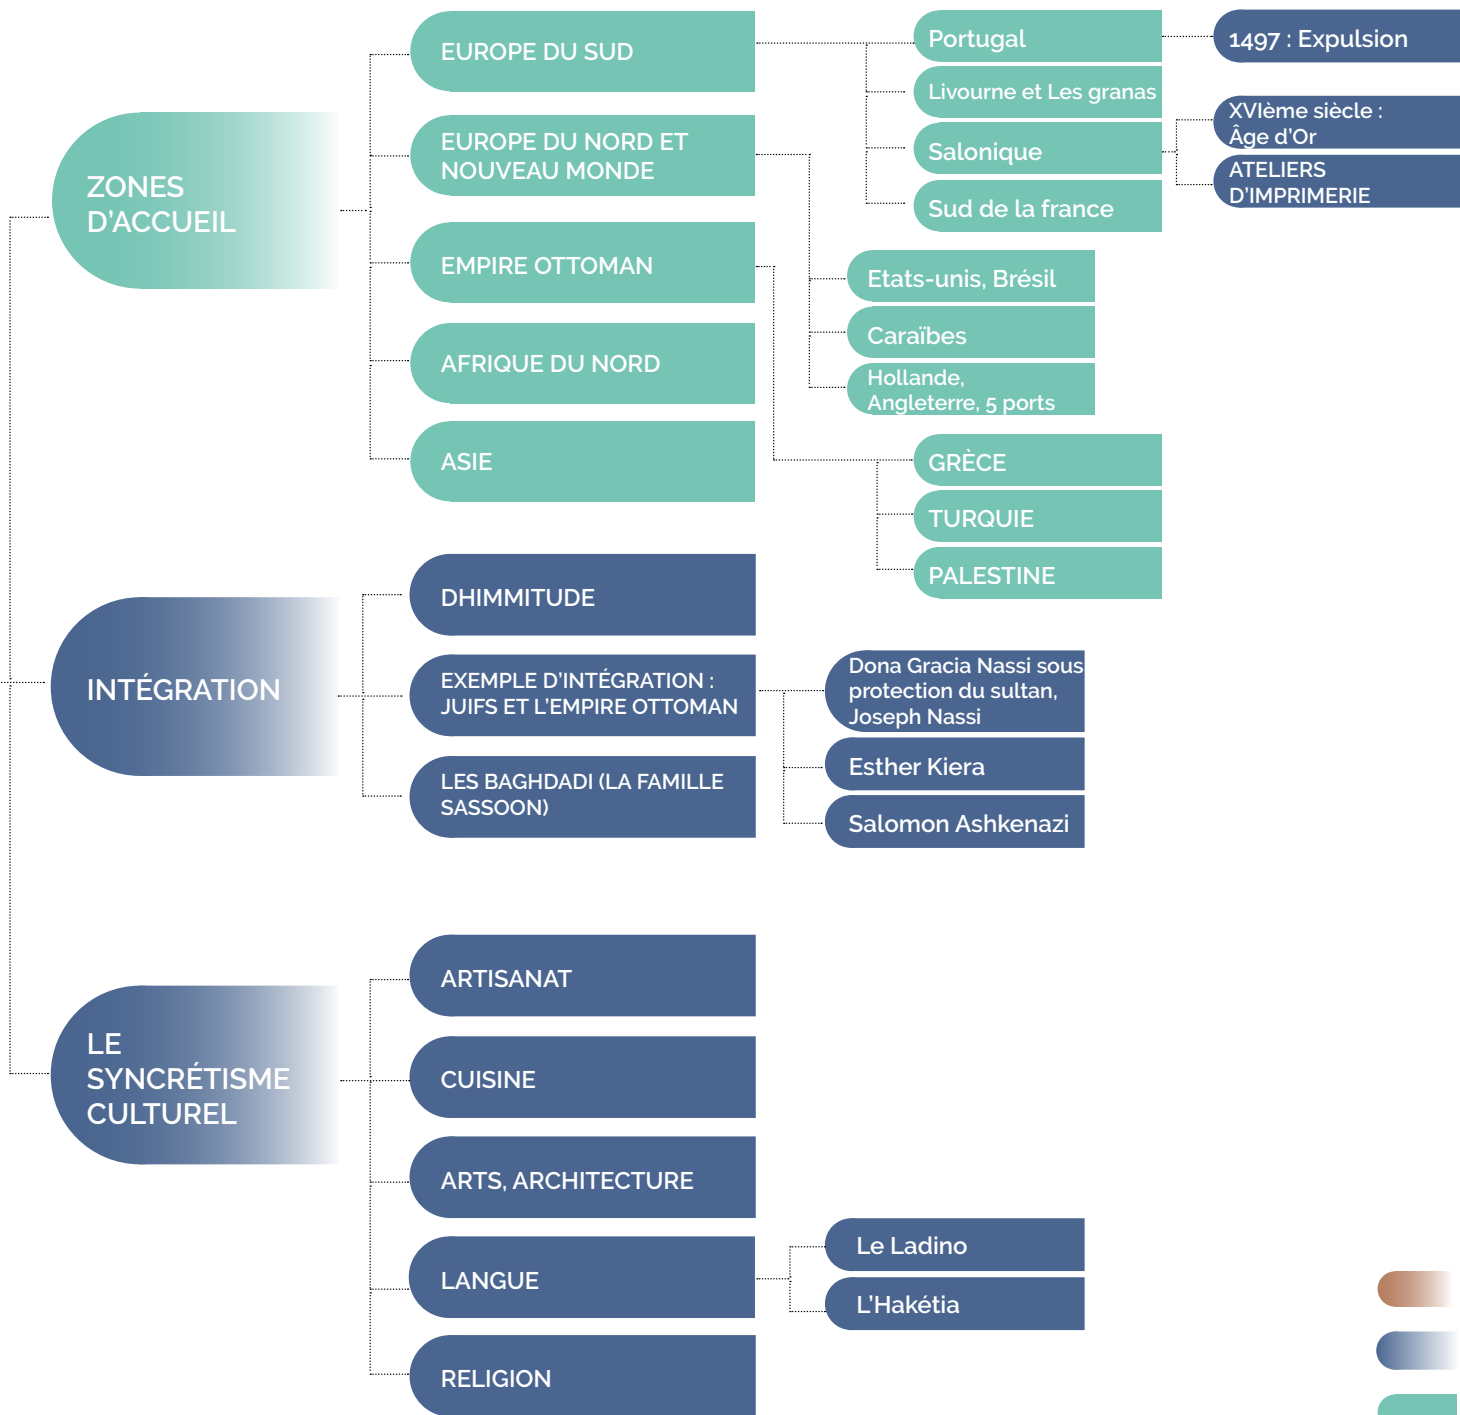 ZONES
D'ACCUEIL
EUROPE DU SUD
Portugal
1497 : Expulsion
Livourne et Les granas
Salonique
XVIème siècle :
Âge d'Or
ATELIERS
D'IMPRIMERIE
Sud de la france
EUROPE DU NORD ET
NOUVEAU MONDE
Etats-unis, Brésil
Caraïbes
Hollande,
Angleterre, 5 ports
EMPIRE OTTOMAN
GRÈCE
TURQUIE
PALESTINE
AFRIQUE DU NORD
ASIE
INTÉGRATION
DHIMMITUDE
EXEMPLE D'INTÉGRATION :
JUIFS ET L'EMPIRE OTTOMAN
Dona Gracia Nassi sous
protection du sultan,
Joseph Nassi
Esther Kiera
Salomon Ashkenazi
LES BAGHDADI (LA FAMILLE
SASSOON)
LE
SYNCRÉTISME
CULTUREL
ARTISANAT
CUISINE
ARTS, ARCHITECTURE
LANGUE
Le Ladino
L'Hakétia
RELIGION